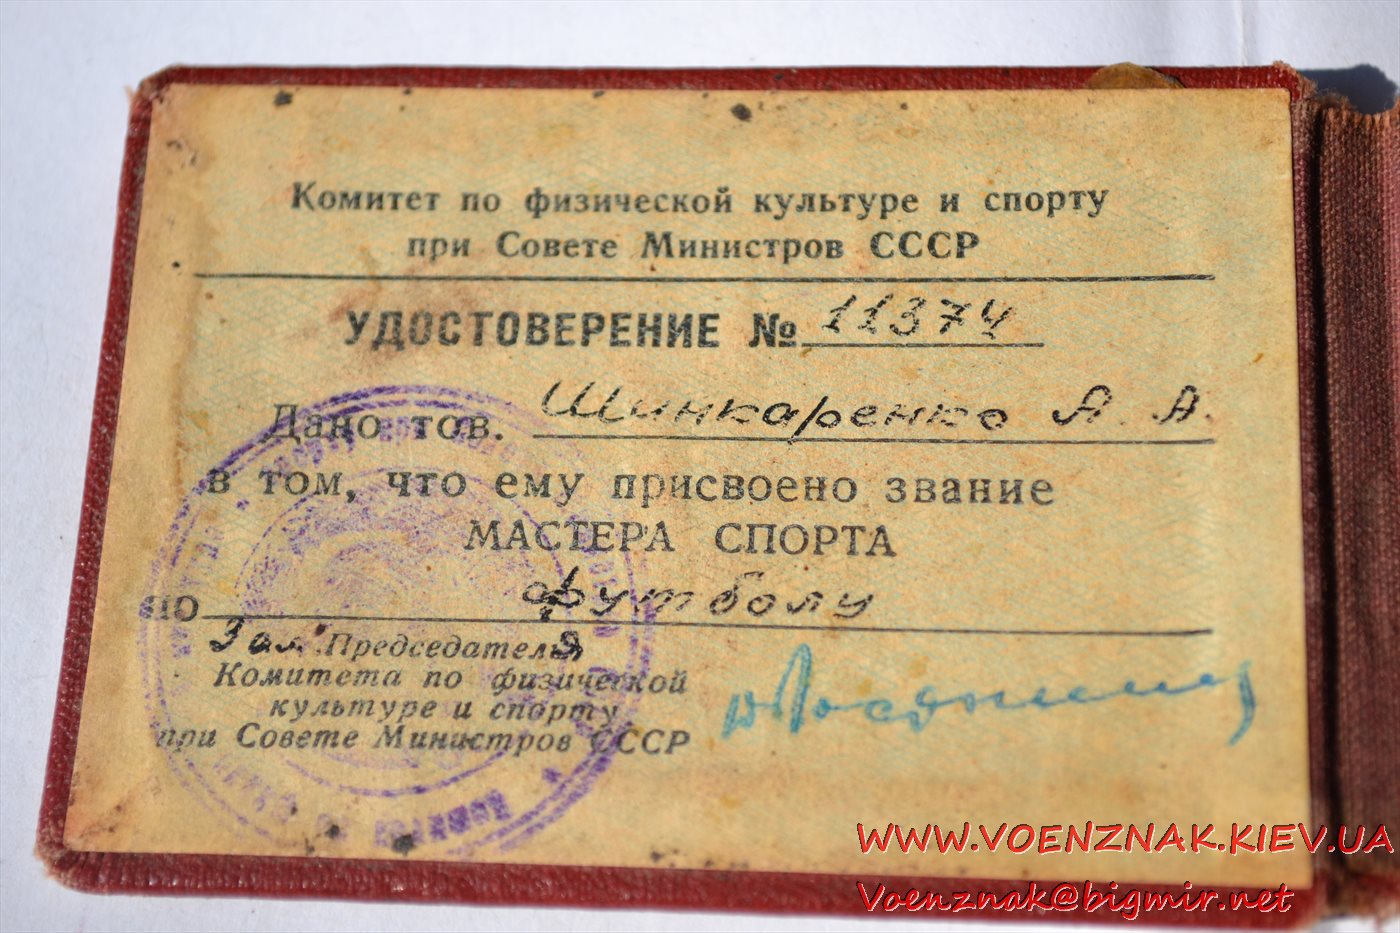 Комитет по физической культуре и спорту
при Совете Министров СССР
УДОСТОВЕРЕНИЕ № 11374
Дано тов. Шинкаренко А. А.
в том, что ему присвоено звание
МАСТЕРА СПОРТА
по футболу
Зам. Председателя
Комитета по физической
культуре и спорту
при Совете Министров СССР
WWW.VOENZNAK.KIEV.UA
Voenznak@bigmir.net